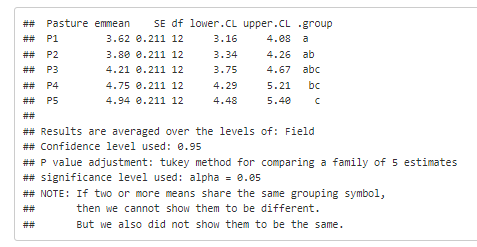 ##  Pasture emmean    SE df lower.CL upper.CL .group
##  P1        3.62 0.211 12     3.16     4.08  a
##  P2        3.80 0.211 12     3.34     4.26  ab
##  P3        4.21 0.211 12     3.75     4.67  abc
##  P4        4.75 0.211 12     4.29     5.21   bc
##  P5        4.94 0.211 12     4.48     5.40    c
##
## Results are averaged over the levels of: Field
## Confidence level used: 0.95
## P value adjustment: tukey method for comparing a family of 5 estimates
## significance level used: alpha = 0.05
## NOTE: If two or more means share the same grouping symbol,
##       then we cannot show them to be different.
##       But we also did not show them to be the same.